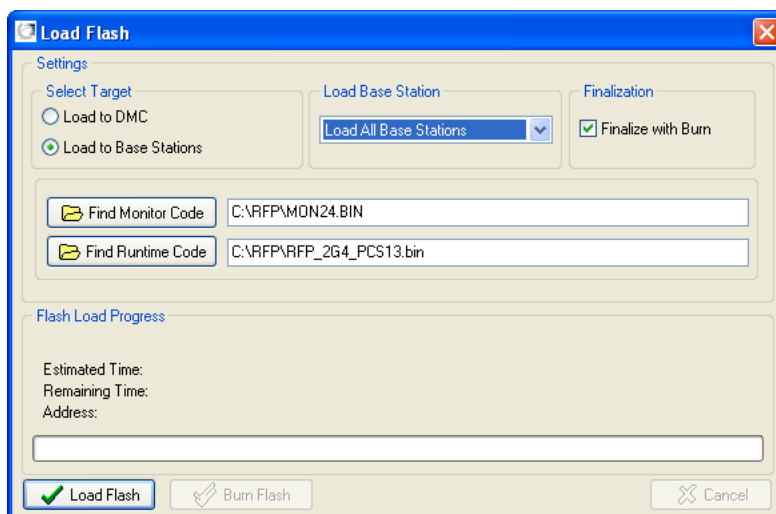 Load Flash
Settings
Select Target
Load to DMC
Load to Base Stations
Load Base Station
Load All Base Stations
Finalization
Finalize with Burn
Find Monitor Code
C:\RFP\MON24.BIN
Find Runtime Code
C:\RFP\RFP_2G4_PCS13.bin
Flash Load Progress
Estimated Time:
Remaining Time:
Address:
Load Flash
Burn Flash
Cancel